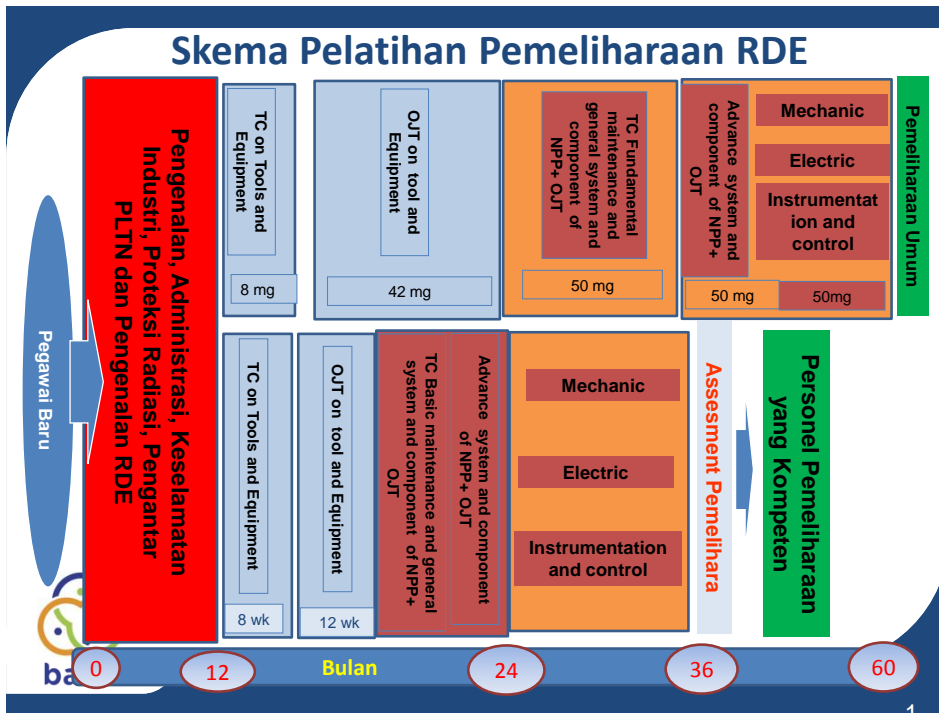 Skema Pelatihan Pemeliharaan RDE
Pegawai Baru
Pengenalan, Administrasi, Keselamatan
Industri, Proteksi Radiasi, Pengantar
PLTN dan Pengenalan RDE
TC on Tools and
Equipment
8 mg
OJT on tool and
Equipment
42 mg
TC Fundamental
maintenance and
general system and
component of
NPP+ OJT
50 mg
Advance system and
component of NPP+
OJT
Mechanic
Electric
Instrumentat
ion and
control
50 mg
50mg
Pemeliharaan Umum
TC on Tools and Equipment
8 wk
OJT on tool and Equipment
12 wk
TC Basic maintenance and general
system and component of NPP+
OJT
Advance system and component
of NPP+ OJT
Mechanic
Electric
Instrumentation
and control
Assesment Pemelihara
Personel Pemeliharaan
yang Kompeten
ba
0
12
Bulan
24
36
60
1